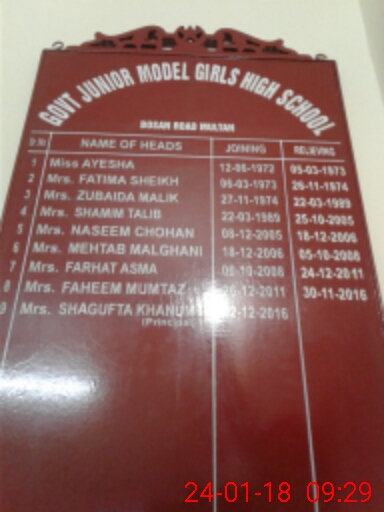 GOVT JUNIOR MODEL GIRLS HIGH SCHOOL
BOSAN ROAD MULTAN
Sr.No NAME OF HEADS JOINING RELIEVING
1 Miss AYESHA 12-06-1972 05-03-1973
2 Mrs. FATIMA SHEIKH 06-03-1973 26-11-1974
3 Mrs. ZUBAIDA MALIK 27-11-1974 22-03-1989
4 Mrs. SHAMIM TALIB 22-03-1989 25-10-2005
5 Mrs. NASEEM CHOHAN 08-12-2005 18-12-2006
6 Mrs. MEHTAB MALGHANI 18-12-2006 05-10-2008
7 Mrs. FARHAT ASMA 06-10-2008 24-12-2011
8 Mrs. FAHEEM MUMTAZ 26-12-2011 30-11-2016
9 Mrs. SHAGUFTA KHANUM 02-12-2016
(Principal)
24-01-18 09:29